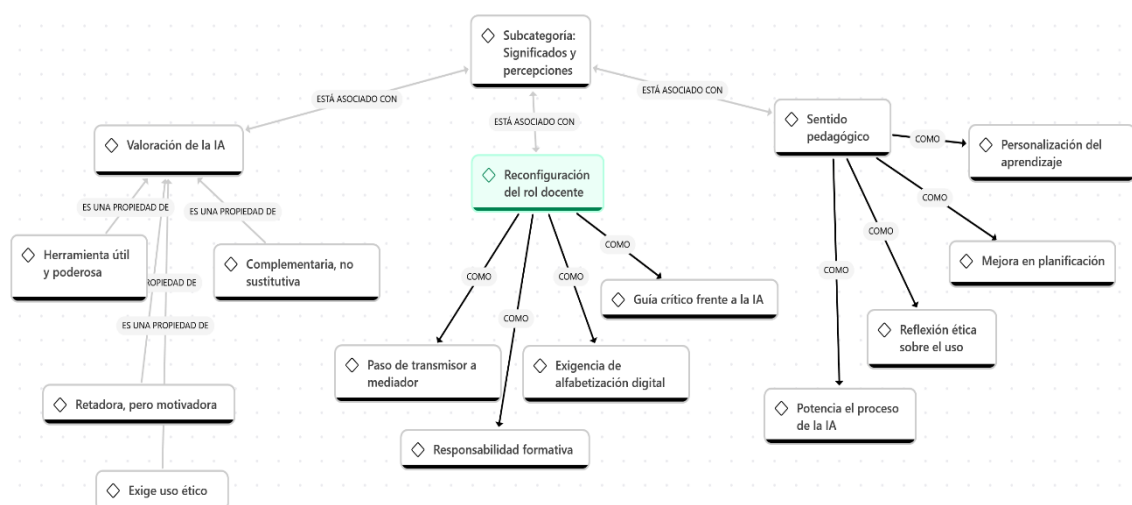 Subcategoría:
Significados y
percepciones
ESTÁ ASOCIADO CON
ESTÁ ASOCIADO CON
ESTÁ ASOCIADO CON
Valoración de la IA
Reconfiguración
del rol docente
Sentido
pedagógico
COMO
Personalización del
aprendizaje
ES UNA PROPIEDAD DE
ES UNA PROPIEDAD DE
COMO
COMO
COMO
COMO
Herramienta útil
y poderosa
PROPIEDAD DE
Complementaria, no
sustitutiva
Mejora en planificación
COMO
COMO
COMO
Guía crítico frente a la IA
ES UNA PROPIEDAD DE
Reflexión ética
sobre el uso
Paso de transmisor a
mediador
Exigencia de
alfabetización digital
Retadora, pero motivadora
Potencia el proceso
de la IA
Responsabilidad formativa
Exige uso ético